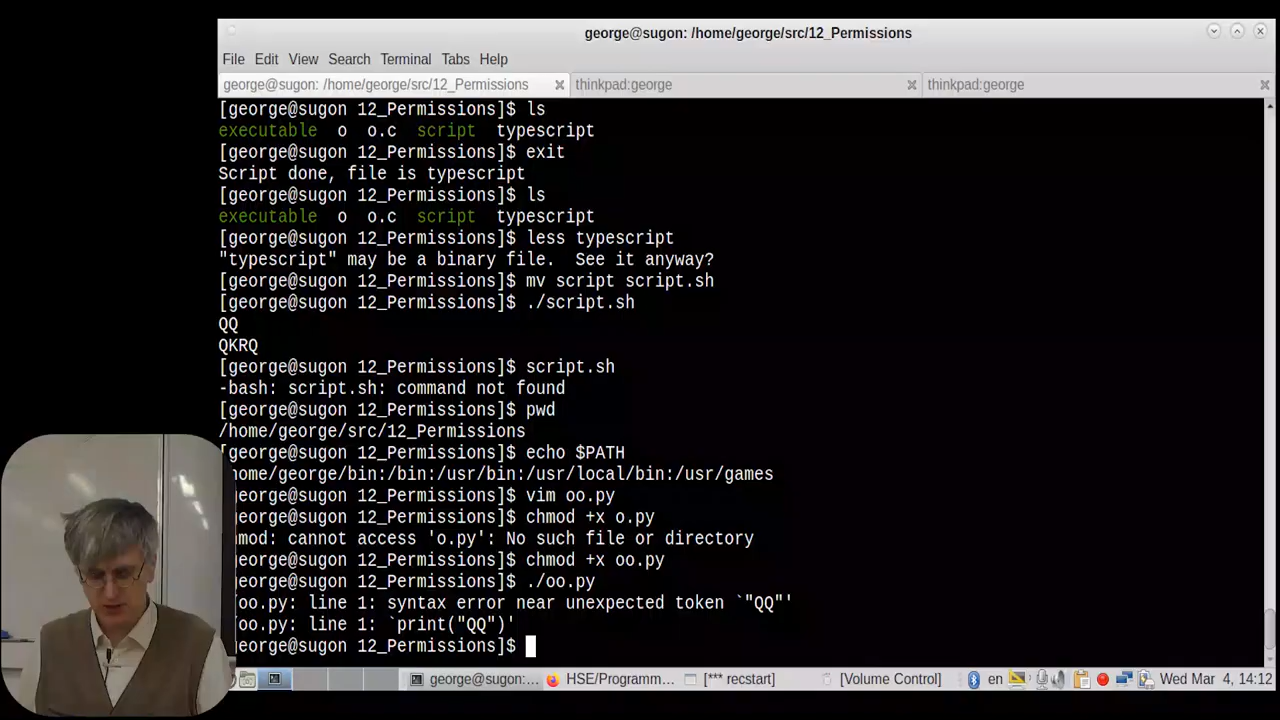 george@sugon: /home/george/src/12_Permissions
File Edit View Search Terminal Tabs Help
george@sugon: /home/george/src/12_Permissions thinkpad:george thinkpad:george
[george@sugon 12_Permissions]$ ls
executable o o.c script typescript
[george@sugon 12_Permissions]$ exit
Script done, file is typescript
[george@sugon 12_Permissions]$ ls
executable o o.c script typescript
[george@sugon 12_Permissions]$ less typescript
"typescript" may be a binary file. See it anyway?
[george@sugon 12_Permissions]$ mv script script.sh
[george@sugon 12_Permissions]$ ./script.sh
QQ
QKRQ
[george@sugon 12_Permissions]$ script.sh
-bash: script.sh: command not found
[george@sugon 12_Permissions]$ pwd
/home/george/src/12_Permissions
[george@sugon 12_Permissions]$ echo $PATH
home/george/bin:/bin:/usr/bin:/usr/local/bin:/usr/games
george@sugon 12_Permissions]$ vim oo.py
george@sugon 12_Permissions]$ chmod +x o.py
mod: cannot access 'o.py': No such file or directory
george@sugon 12_Permissions]$ chmod +x oo.py
george@sugon 12_Permissions]$ ./oo.py
/oo.py: line 1: syntax error near unexpected token `"QQ"'
/oo.py: line 1: `print("QQ")'
george@sugon 12_Permissions]$
george@sugon:... HSE/Programm... [*** recstart] [Volume Control] en Wed Mar 4, 14:12